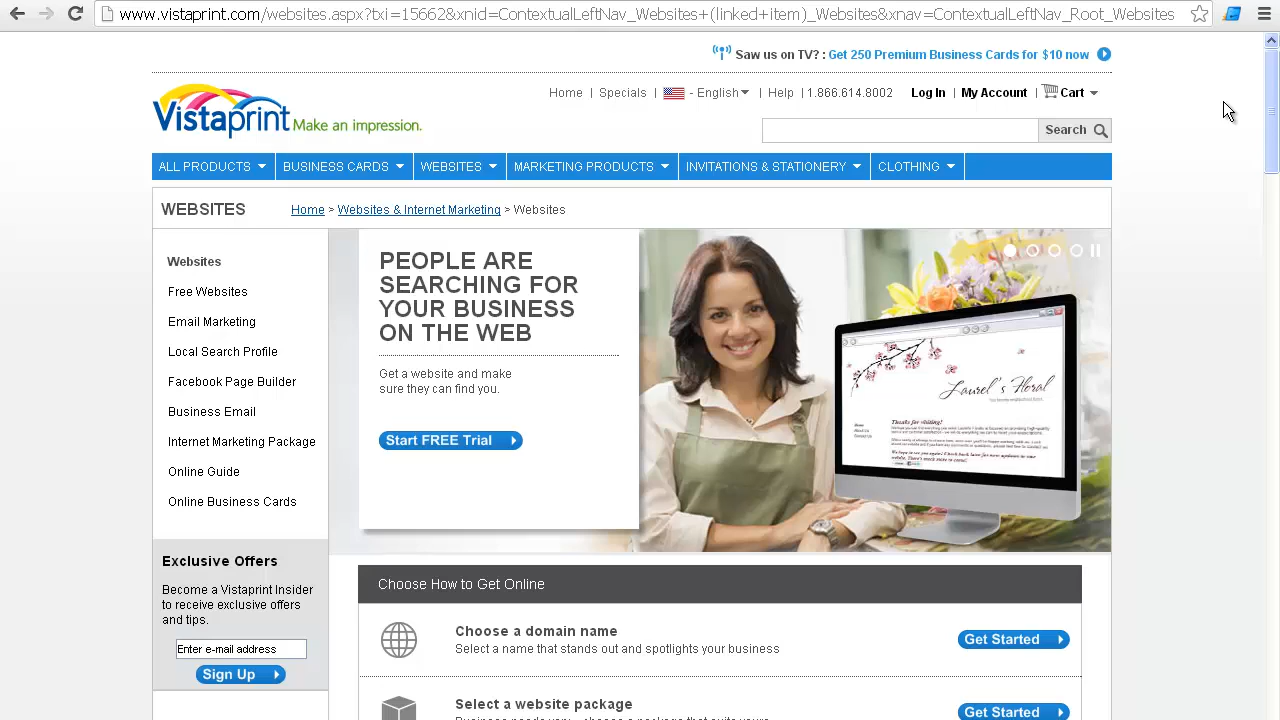 www.vistaprint.com/websites.aspx?txi=15662&xnid=ContextualLeftNav_Websites+(linked+item)_Websites&xnav=ContextualLeftNav_Root_Websites
Saw us on TV? : Get 250 Premium Business Cards for $10 now
Home | Specials | - English | Help | 1.866.614.8002 Log In | My Account | Cart
Vistaprint Make an impression.
Search
ALL PRODUCTS BUSINESS CARDS WEBSITES MARKETING PRODUCTS INVITATIONS & STATIONERY CLOTHING
WEBSITES Home > Websites & Internet Marketing > Websites
Websites
Free Websites
Email Marketing
Local Search Profile
Facebook Page Builder
Business Email
Internet Marketing Packages
Online Guide
Online Business Cards
PEOPLE ARE
SEARCHING FOR
YOUR BUSINESS
ON THE WEB
Get a website and make
sure they can find you.
Start FREE Trial
Laurel's Floral
Thanks for visiting!
Exclusive Offers
Become a Vistaprint Insider
to receive exclusive offers
and tips.
Enter e-mail addre
Sign Up
Choose How to Get Online
Choose a domain name
Select a name that stands out and spotlights your business
Get Started
Select a website package
Get Started